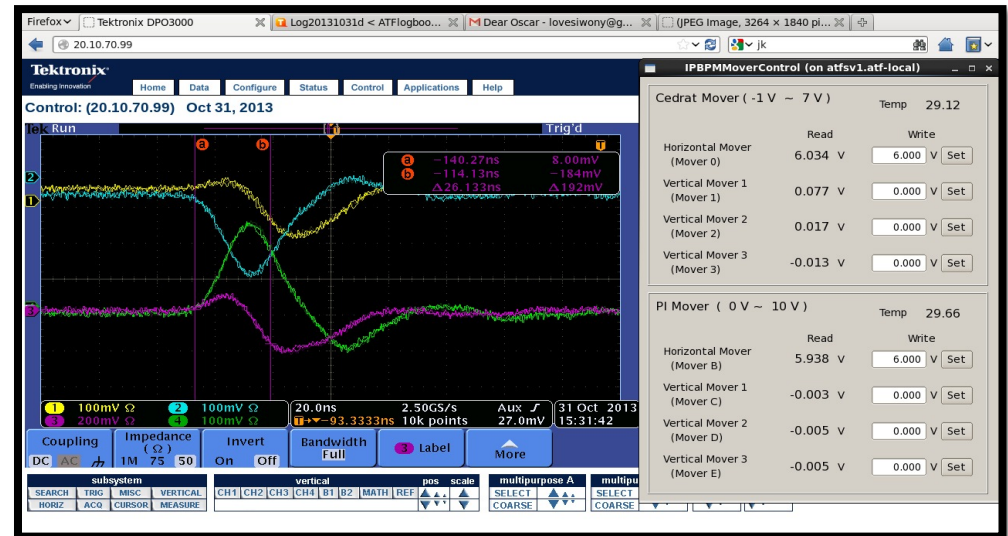 Firefox
Tektronix DPO3000
Log20131031d < ATFlogboo...
Dear Oscar - lovesiwony@g...
(JPEG Image, 3264 × 1840 pi...
20.10.70.99
jk
Tektronix
Enabling Innovation
Home Data Configure Status Control Applications Help
Control: (20.10.70.99) Oct 31, 2013
Tek Run Trig'd
a b
T
a -140.27ns 8.00mV
b -114.13ns -184mV
Δ26.133ns Δ192mV
2
1
3
1 100mV Ω 2 100mV Ω
3 200mV Ω 4 100mV Ω
20.0ns 2.50GS/s Aux
T→▼-93.3333ns 10k points 27.0mV
31 Oct 2013
15:31:42
Coupling
DC AC
Impedance
(Ω)
1M 75 50
Invert
On Off
Bandwidth
Full
3 Label
More
subsystem
SEARCH TRIG MISC VERTICAL
HORIZ ACQ CURSOR MEASURE
vertical pos scale
CH1 CH2 CH3 CH4 B1 B2 MATH REF
multipurpose A
SELECT
COARSE
multipu
SELECT
COARSE
IPBPMMoverControl (on atfsv1.atf-local)
Cedrat Mover ( -1 V ~ 7 V )
Temp 29.12
Read Write
Horizontal Mover
(Mover 0)
6.034 V 6.000 V Set
Vertical Mover 1
(Mover 1)
0.077 V 0.000 V Set
Vertical Mover 2
(Mover 2)
0.017 V 0.000 V Set
Vertical Mover 3
(Mover 3)
-0.013 V 0.000 V Set
PI Mover ( 0 V ~ 10 V )
Temp 29.66
Read Write
Horizontal Mover
(Mover B)
5.938 V 6.000 V Set
Vertical Mover 1
(Mover C)
-0.003 V 0.000 V Set
Vertical Mover 2
(Mover D)
-0.005 V 0.000 V Set
Vertical Mover 3
(Mover E)
-0.005 V 0.000 V Set